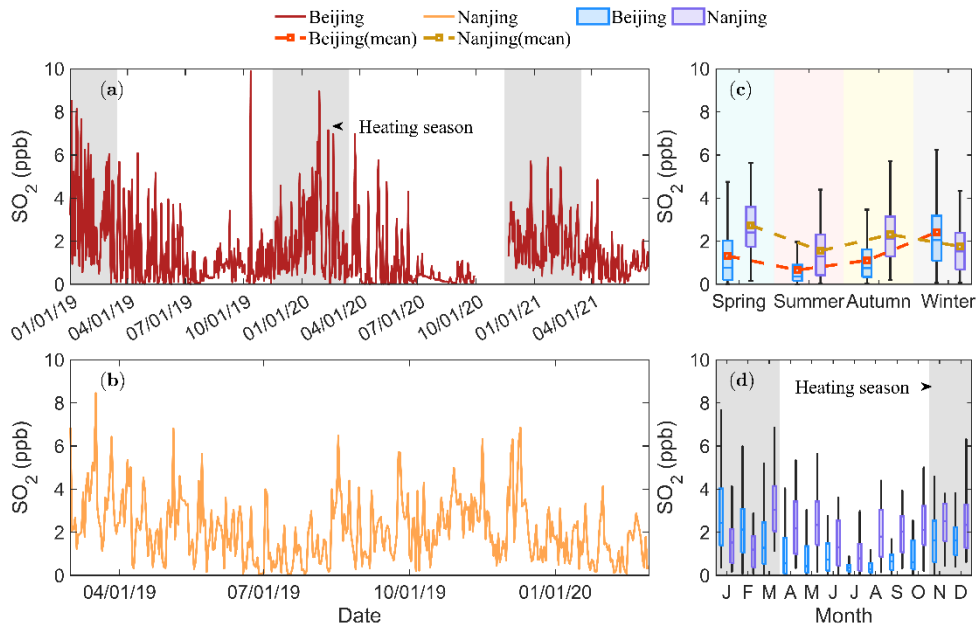 Beijing Nanjing Beijing Nanjing
Beijing(mean) Nanjing(mean)
(a)
Heating season
SO2 (ppb)
10
8
6
4
2
0
01/01/19 04/01/19 07/01/19 10/01/19 01/01/20 04/01/20 07/01/20 10/01/20 01/01/21 04/01/21
(c)
SO2 (ppb)
10
8
6
4
2
0
Spring Summer Autumn Winter
(b)
SO2 (ppb)
10
8
6
4
2
0
04/01/19 07/01/19 10/01/19 01/01/20
Date
(d)
Heating season
SO2 (ppb)
10
8
6
4
2
0
J F M A M J J A S O N D
Month